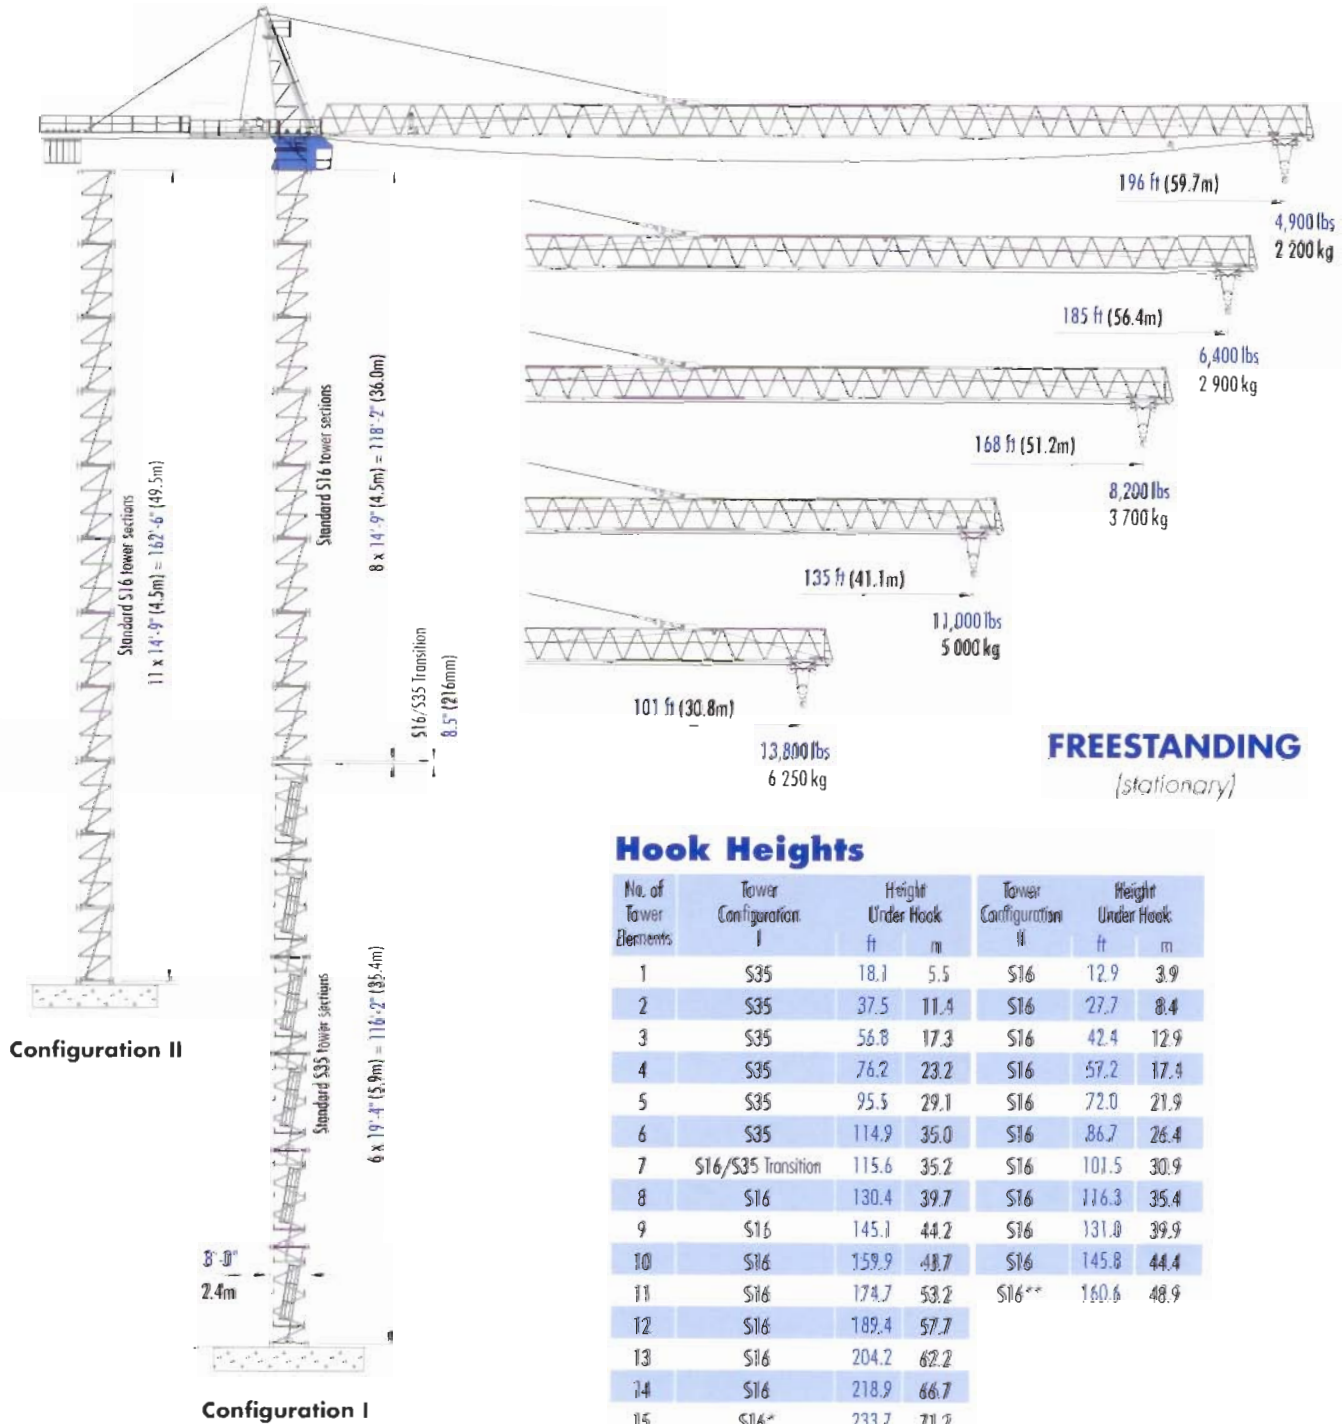 196 ft (59.7m)
4,900 lbs
2 200 kg
185 ft (56.4m)
6,400 lbs
2 900 kg
168 ft (51.2m)
8,200 lbs
3 700 kg
135 ft (41.1m)
11,000 lbs
5 000 kg
101 ft (30.8m)
13,800 lbs
6 250 kg
Standard S16 tower sections
11 x 14'-9" (4.5m) = 162'-6" (49.5m)
Standard S16 tower sections
8 x 14'-9" (4.5m) = 118'-2" (36.0m)
S16/S35 Transition
8.5" (216mm)
Standard S35 tower sections
6 x 19'-4" (5.9m) = 116'-2" (35.4m)
8'-0"
2.4m
Configuration II
Configuration I
FREESTANDING
(stationary)
Hook Heights
No. of Tower Elements Tower Configuration I Height Under Hook Tower Configuration II Height Under Hook
ft m ft m
1 S35 18.1 5.5 S16 12.9 3.9
2 S35 37.5 11.4 S16 27.7 8.4
3 S35 56.8 17.3 S16 42.4 12.9
4 S35 76.2 23.2 S16 57.2 17.4
5 S35 95.5 29.1 S16 72.0 21.9
6 S35 114.9 35.0 S16 86.7 26.4
7 S16/S35 Transition 115.6 35.2 S16 101.5 30.9
8 S16 130.4 39.7 S16 116.3 35.4
9 S16 145.1 44.2 S16 131.0 39.9
10 S16 159.9 48.7 S16 145.8 44.4
11 S16 174.7 53.2 S16** 160.6 48.9
12 S16 189.4 57.7
13 S16 204.2 62.2
14 S16 218.9 66.7
15 S16* 233.7 71.2